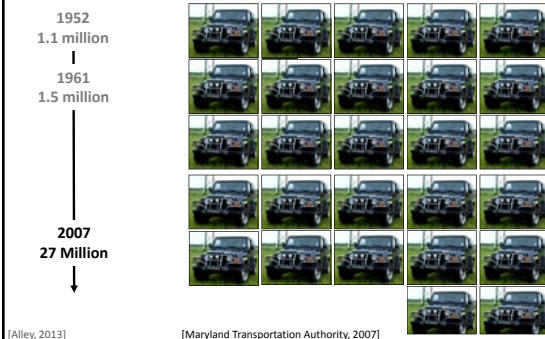 1952
1.1 million
1961
1.5 million
2007
27 Million
[Alley, 2013]
[Maryland Transportation Authority, 2007]